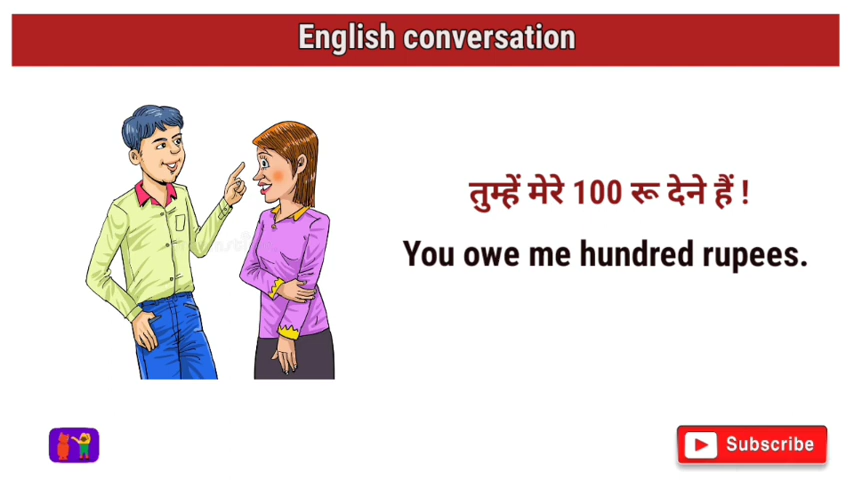 English conversation
तुम्हें मेरे 100 रू देने हैं !
You owe me hundred rupees.
Subscribe